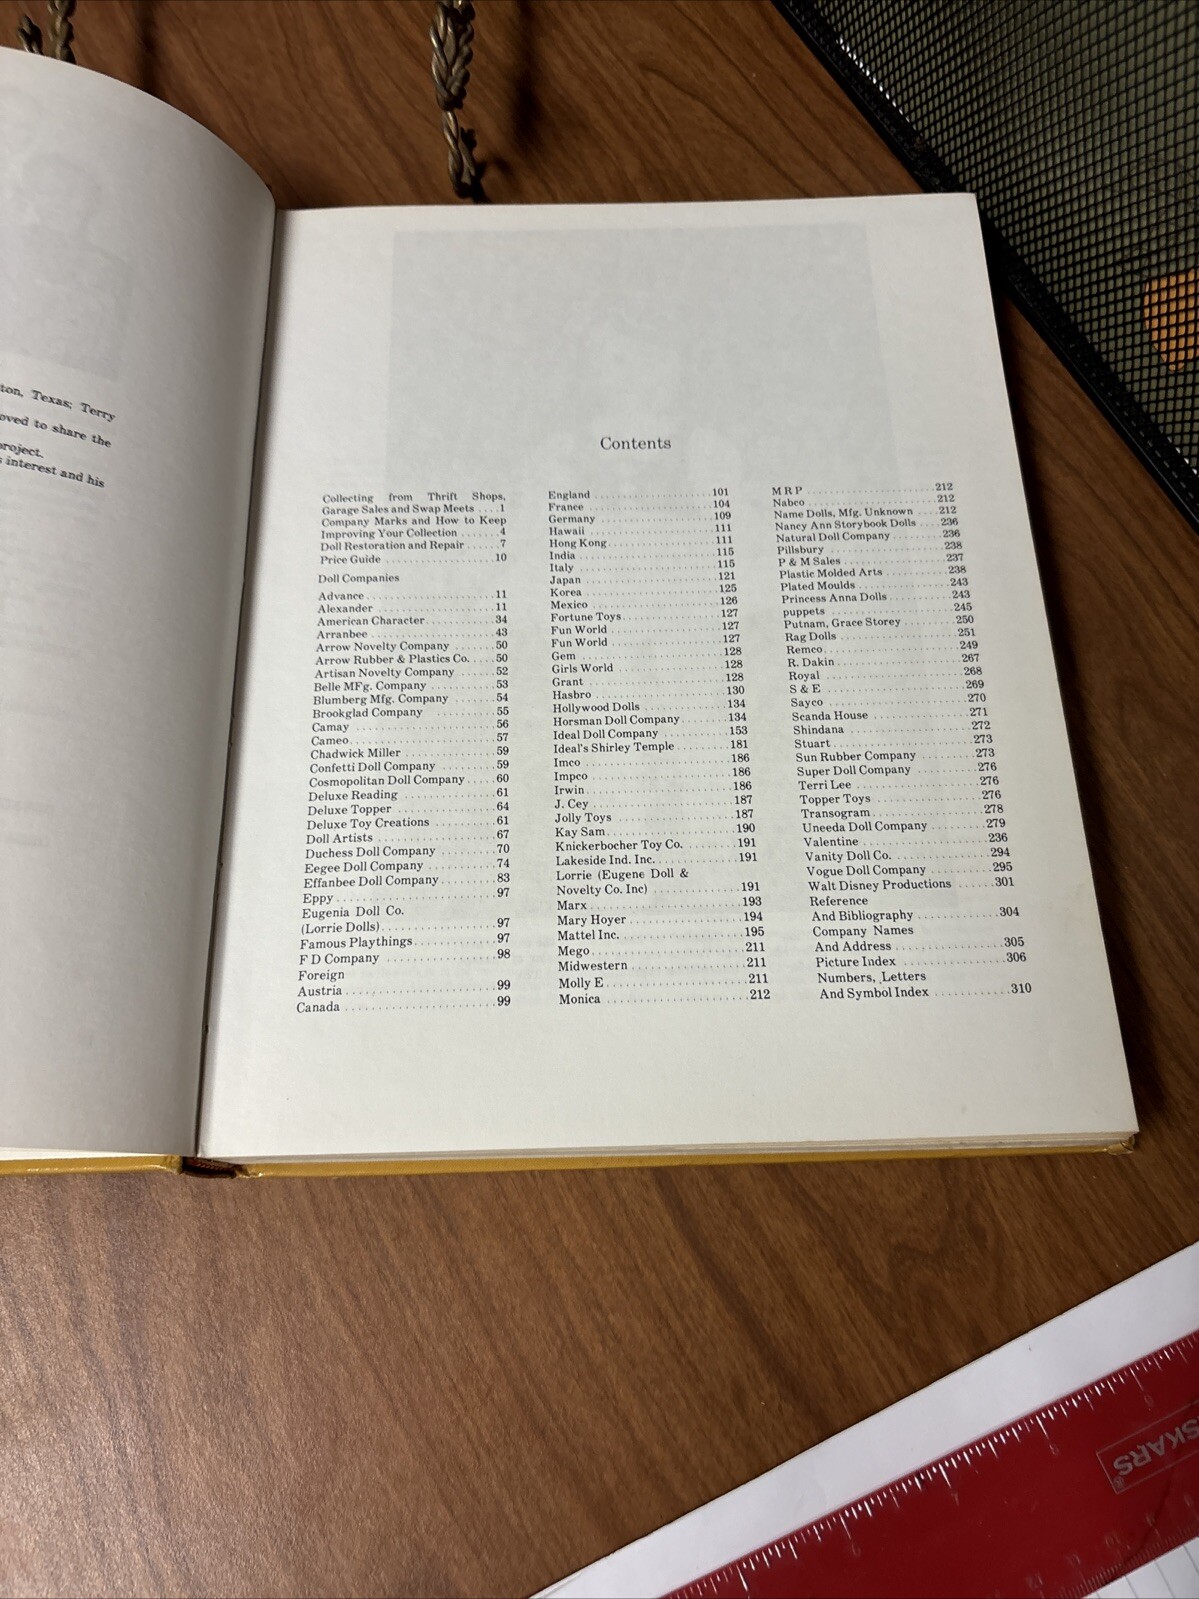 ton, Texas; Terry
oved to share the
project.
s interest and his
Contents
Collecting from Thrift Shops,
Garage Sales and Swap Meets ....1
Company Marks and How to Keep
Improving Your Collection .......4
Doll Restoration and Repair ......7
Price Guide ..................10
Doll Companies
Advance.....................11
Alexander ...................11
American Character...........34
Arranbee ....................43
Arrow Novelty Company .......50
Arrow Rubber & Plastics Co. ....50
Artisan Novelty Company ......52
Belle MFg. Company ..........53
Blumberg Mfg. Company .......54
Brookglad Company ..........55
Camay ......................56
Cameo......................57
Chadwick Miller ..............59
Confetti Doll Company .........59
Cosmopolitan Doll Company.....60
Deluxe Reading ..............61
Deluxe Topper ...............64
Deluxe Toy Creations ..........61
Doll Artists ..................67
Duchess Doll Company .........70
Eegee Doll Company ..........74
Effanbee Doll Company.........83
Eppy........................97
Eugenia Doll Co.
(Lorrie Dolls).................97
Famous Playthings............97
F D Company ................98
Foreign
Austria......................99
Canada .....................99
England ..................101
France ...................104
Germany .................109
Hawaii ...................111
Hong Kong................111
India .....................115
Italy .....................115
Japan ....................121
Korea ....................125
Mexico ...................126
Fortune Toys...............127
Fun World .................127
Fun World .................127
Gem .....................128
Girls World ................128
Grant ....................128
Hasbro ...................130
Hollywood Dolls ............134
Horsman Doll Company.......134
Ideal Doll Company ..........153
Ideal's Shirley Temple ........181
Imco .....................186
Impco ....................186
Irwin.....................186
J. Cey ....................187
Jolly Toys .................187
Kay Sam..................190
Knickerbocher Toy Co. .......191
Lakeside Ind. Inc. ...........191
Lorrie (Eugene Doll &
Novelty Co. Inc) ............191
Marx.....................193
Mary Hoyer ................194
Mattel Inc. ................195
Mego.....................211
Midwestern ................211
Molly E...................211
Monica ...................212
M R P ....................212
Nabco ....................212
Name Dolls, Mfg. Unknown ...212
Nancy Ann Storybook Dolls ....236
Natural Doll Company ........236
Pillsbury ..................238
P & M Sales ................237
Plastic Molded Arts ..........238
Plated Moulds ..............243
Princess Anna Dolls..........243
puppets ...................245
Putnam, Grace Storey ........250
Rag Dolls ..................251
Remco....................249
R. Dakin ..................267
Royal ....................268
S & E ....................269
Sayco ....................270
Scanda House ..............271
Shindana ..................272
Stuart ....................273
Sun Rubber Company .........273
Super Doll Company .........276
Terri Lee ..................276
Topper Toys ................276
Transogram................278
Uneeda Doll Company .........279
Valentine ..................236
Vanity Doll Co. .............294
Vogue Doll Company .........295
Walt Disney Productions ......301
Reference
And Bibliography ............304
Company Names
And Address ...............305
Picture Index ...............306
Numbers, Letters
And Symbol Index ...........310
SKARS®